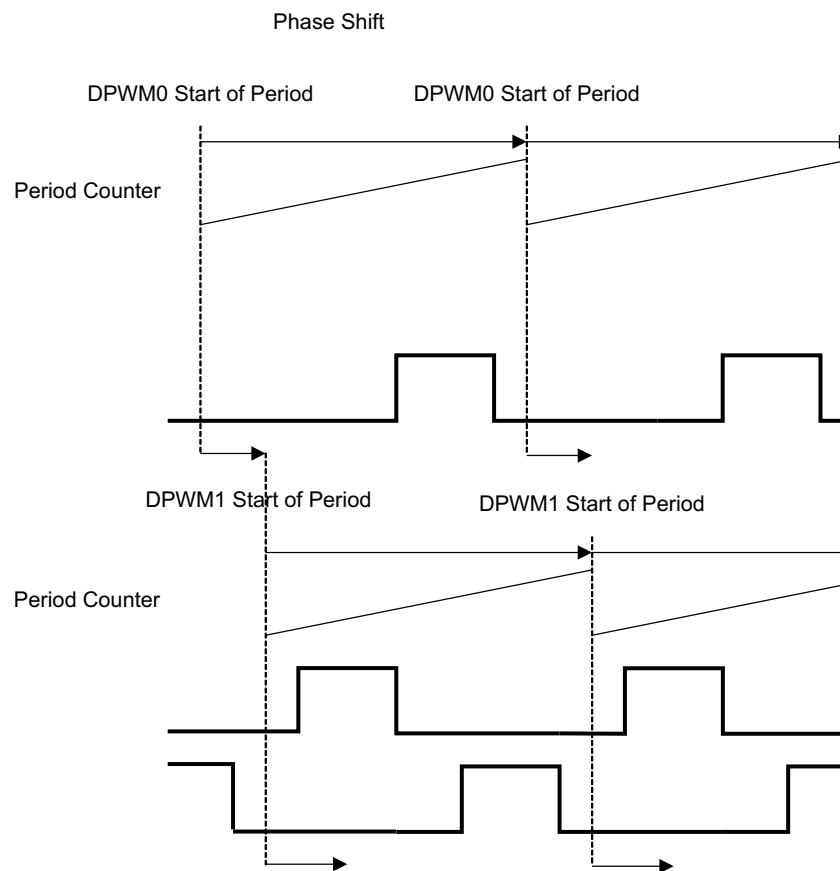 Phase Shift
DPWM0 Start of Period
DPWM0 Start of Period
Period Counter
DPWM1 Start of Period
DPWM1 Start of Period
Period Counter